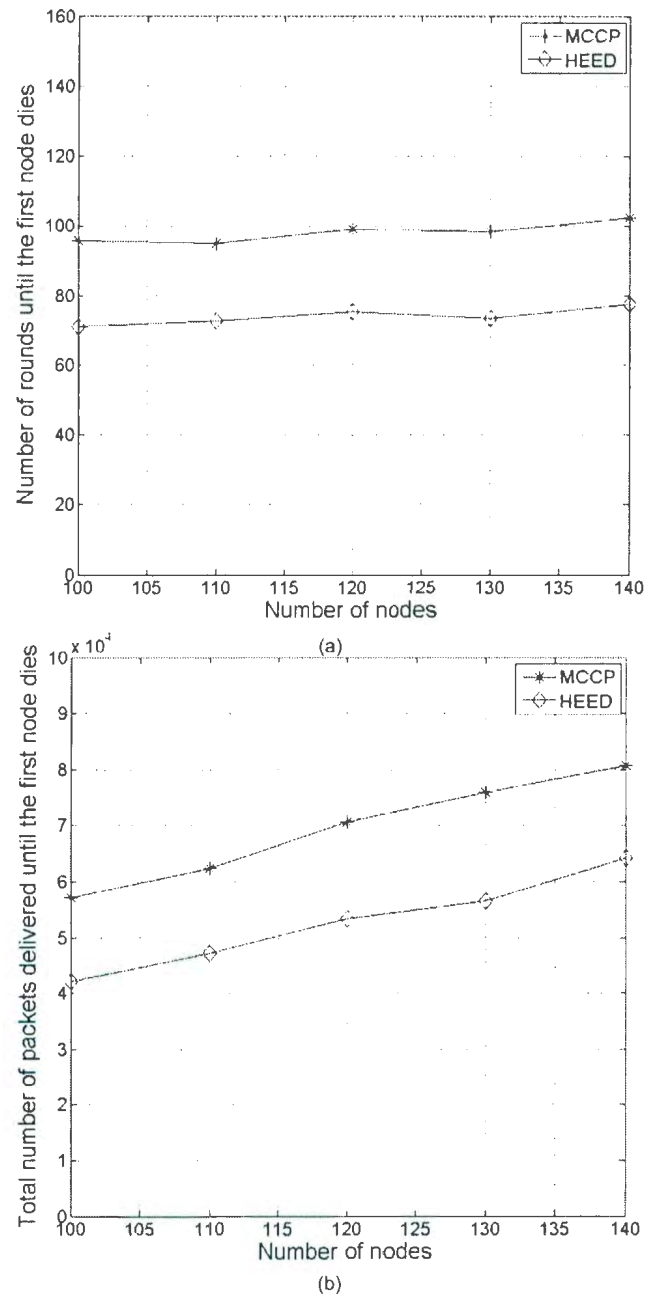 160
140
120
100
80
60
40
20
0
Number of rounds until the first node dies
MCCP
HEED
100 105 110 115 120 125 130 135 140
Number of nodes
(a)
x 10⁴
10
9
8
7
6
5
4
3
2
1
0
Total number of packets delivered until the first node dies
MCCP
HEED
100 105 110 115 120 125 130 135 140
Number of nodes
(b)